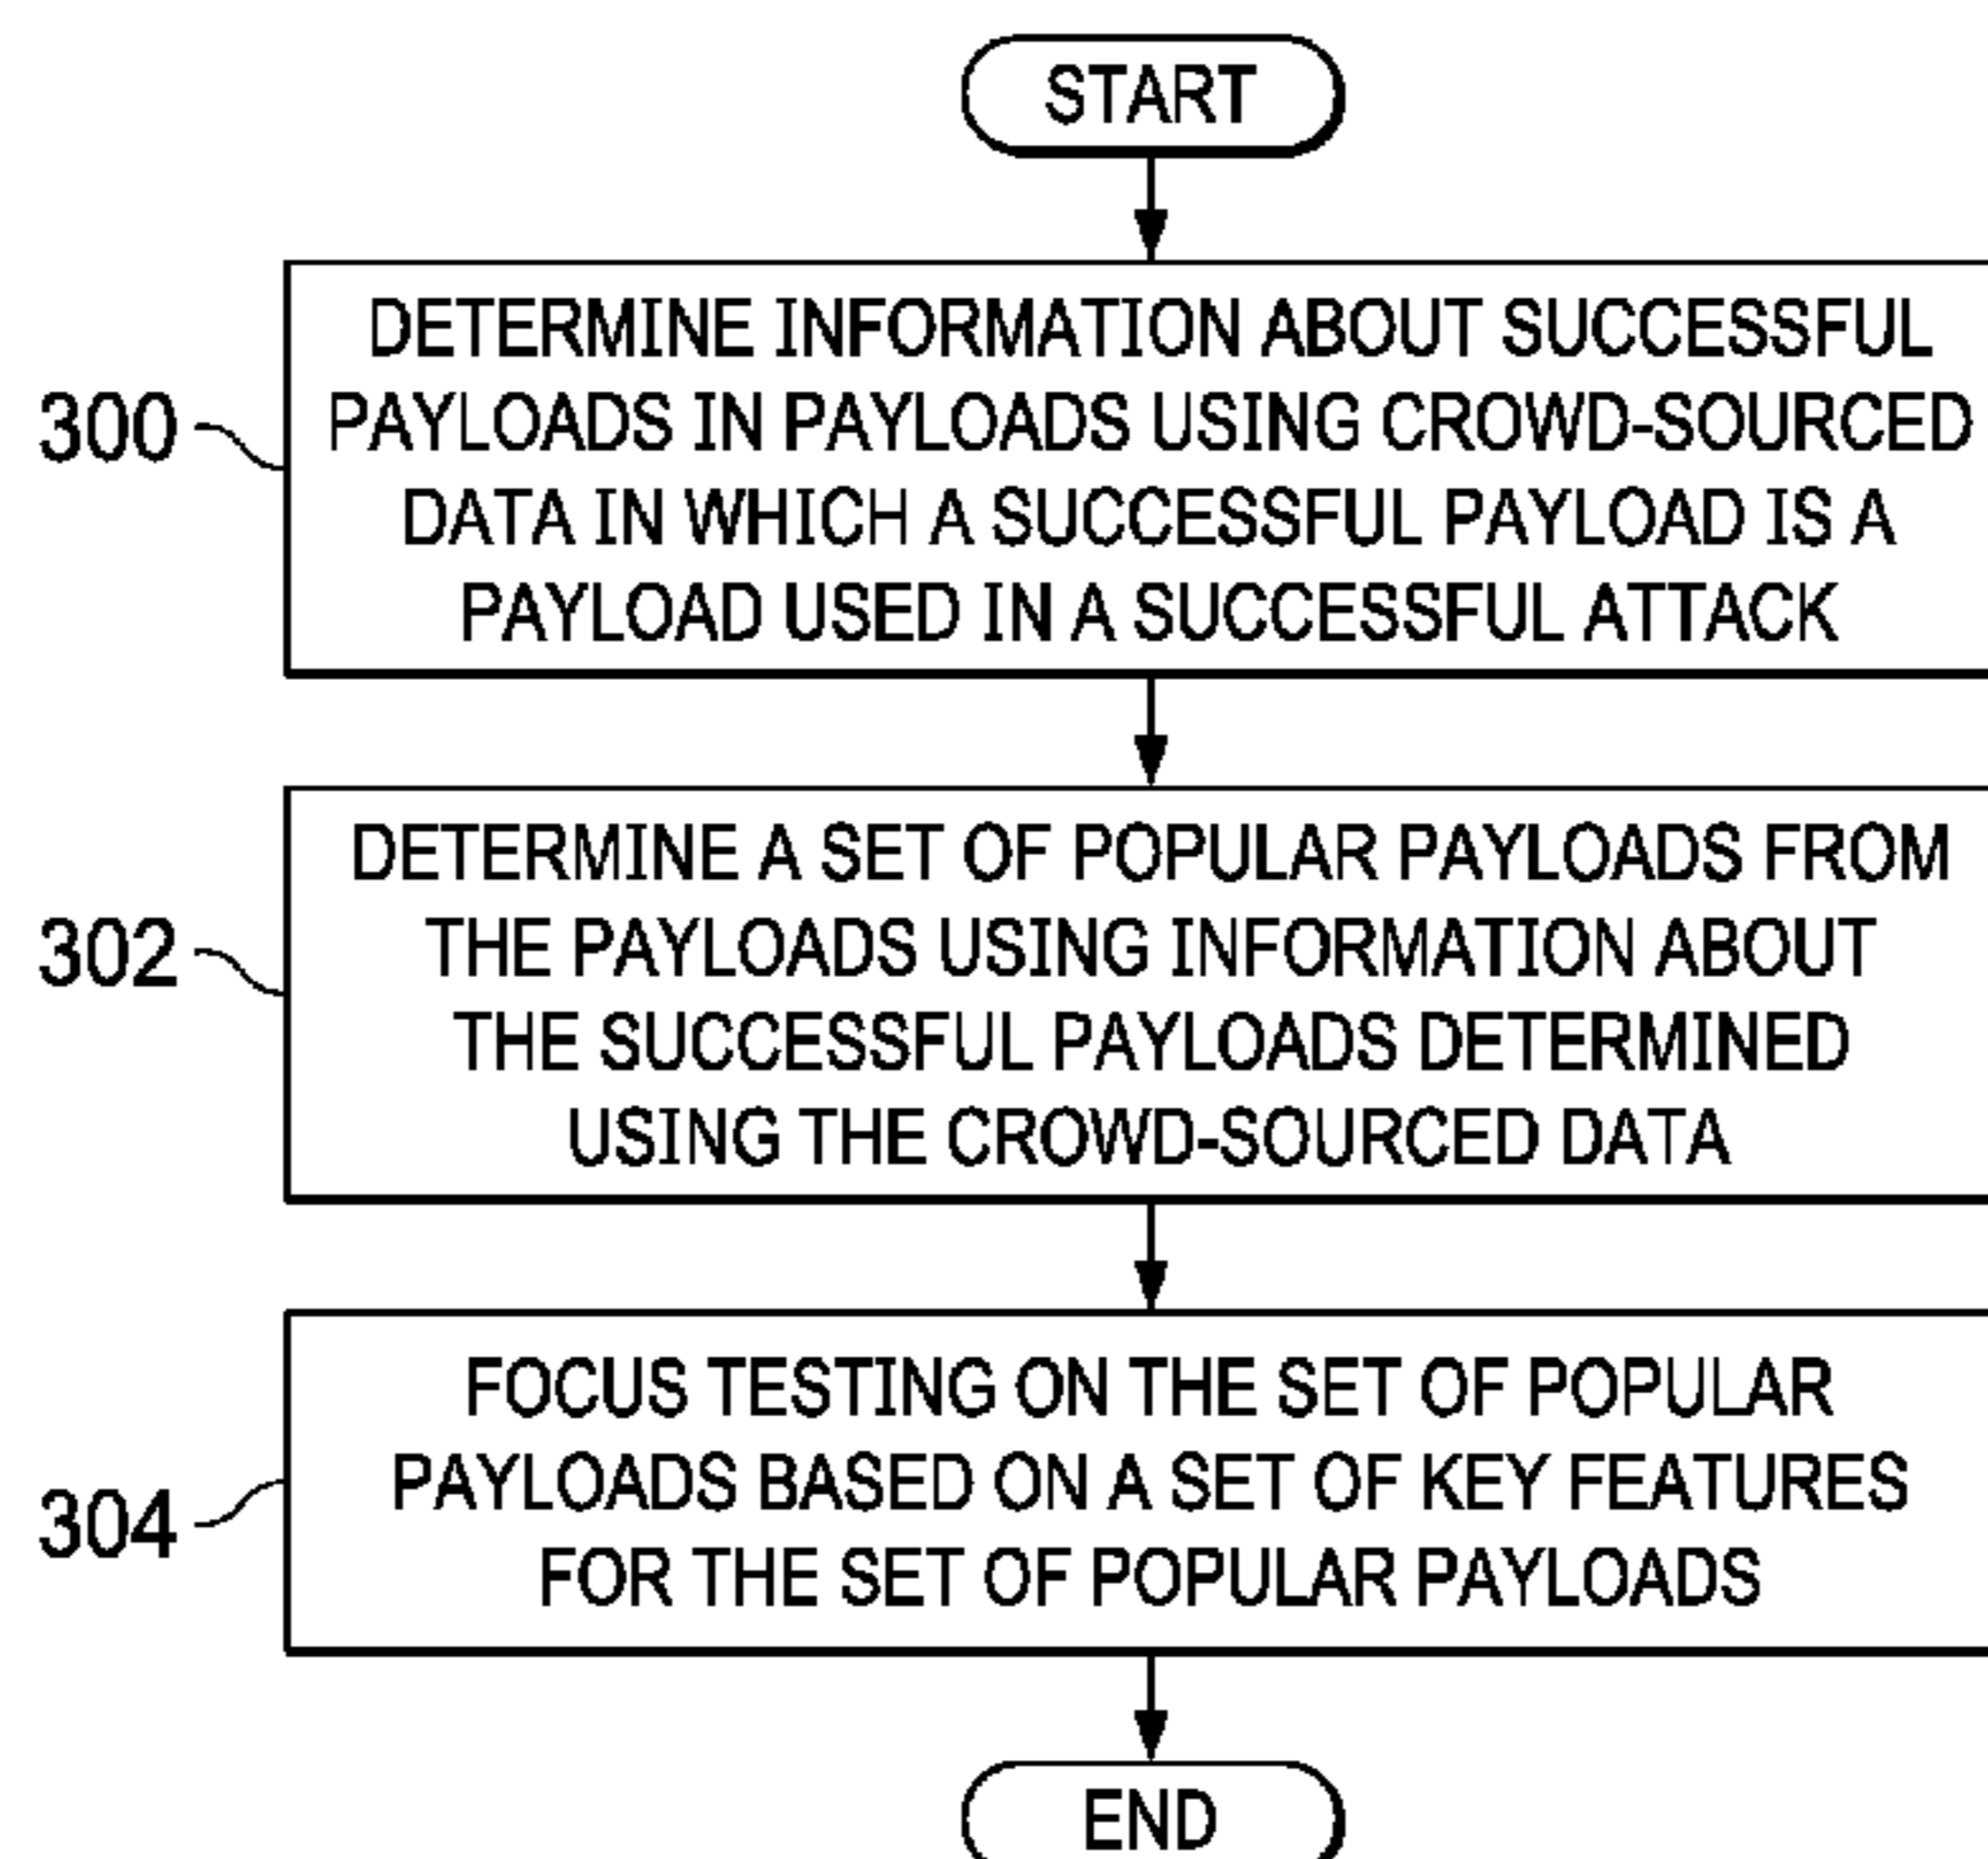 START
DETERMINE INFORMATION ABOUT SUCCESSFUL
PAYLOADS IN PAYLOADS USING CROWD-SOURCED
DATA IN WHICH A SUCCESSFUL PAYLOAD IS A
PAYLOAD USED IN A SUCCESSFUL ATTACK
300
DETERMINE A SET OF POPULAR PAYLOADS FROM
THE PAYLOADS USING INFORMATION ABOUT
THE SUCCESSFUL PAYLOADS DETERMINED
USING THE CROWD-SOURCED DATA
302
FOCUS TESTING ON THE SET OF POPULAR
PAYLOADS BASED ON A SET OF KEY FEATURES
FOR THE SET OF POPULAR PAYLOADS
304
END